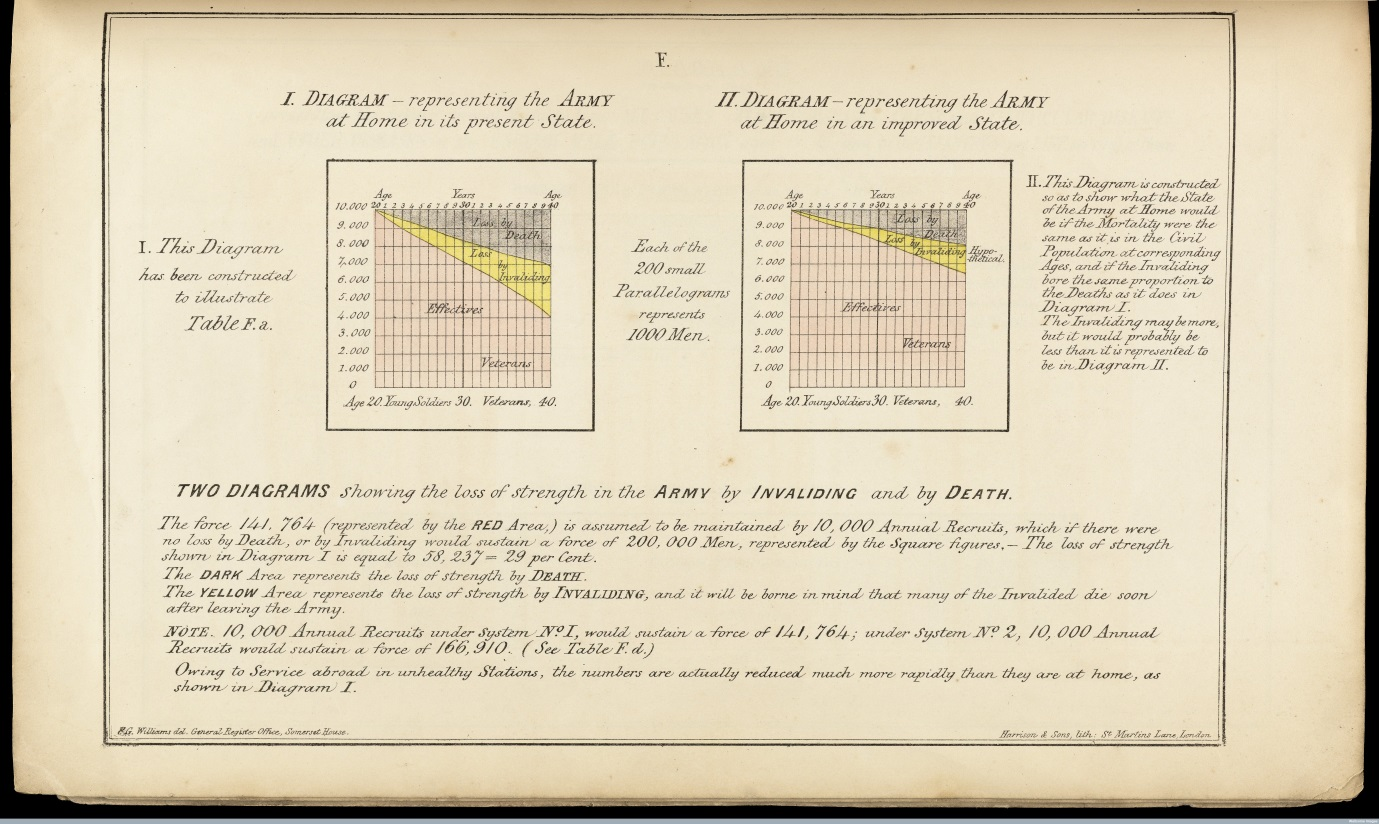 F.
I. DIAGRAM – representing the ARMY
at Home in its present State.
II. DIAGRAM – representing the ARMY
at Home in an improved State.
I. This Diagram
has been constructed
to illustrate
Table F. a.
Age Years Age
20 1 2 3 4 5 6 7 8 9 30 1 2 3 4 5 6 7 8 9 40
10.000
9.000
8.000
7.000
6.000
5.000
4.000
3.000
2.000
1.000
0
Loss by
Death
Loss
by
Invaliding
Effectives
Veterans
Age 20. Young Soldiers 30. Veterans, 40.
Each of the
200 small
Parallelograms
represents
1000 Men.
Age Years Age
20 1 2 3 4 5 6 7 8 9 30 1 2 3 4 5 6 7 8 9 40
10.000
9.000
8.000
7.000
6.000
5.000
4.000
3.000
2.000
1.000
0
Loss by
Death
Loss
by
Invaliding
Hypo-
thetical.
Effectives
Veterans
Age 20. Young Soldiers 30. Veterans, 40.
II. This Diagram is constructed
so as to show what the State
of the Army at Home would
be if the Mortality were the
same as it is in the Civil
Population at corresponding
Ages, and if the Invaliding
bore the same proportion to
the Deaths as it does in
Diagram I.
The Invaliding may be more,
but it would probably be
less than it is represented to
be in Diagram II.
TWO DIAGRAMS showing the loss of strength in the ARMY by INVALIDING and by DEATH.
The force 141, 764 (represented by the RED Area,) is assumed to be maintained by 10, 000 Annual Recruits, which if there were
no loss by Death, or by Invaliding would sustain a force of 200, 000 Men, represented by the Square figures. – The loss of strength
shown in Diagram I is equal to 58, 237 = 29 per Cent.
The DARK Area represents the loss of strength by DEATH.
The YELLOW Area represents the loss of strength by INVALIDING, and it will be borne in mind that many of the Invalided die soon
after leaving the Army.
NOTE. 10, 000 Annual Recruits under System Nº I, would sustain a force of 141, 764; under System Nº 2, 10, 000 Annual
Recruits would sustain a force of 166, 910. (See Table F. d.)
Owing to Service abroad in unhealthy Stations, the numbers are actually reduced much more rapidly than they are at home, as
shown in Diagram I.
F.G. Williams del. General Register Office, Somerset House.
Harrison & Sons, lith: St Martins Lane, London